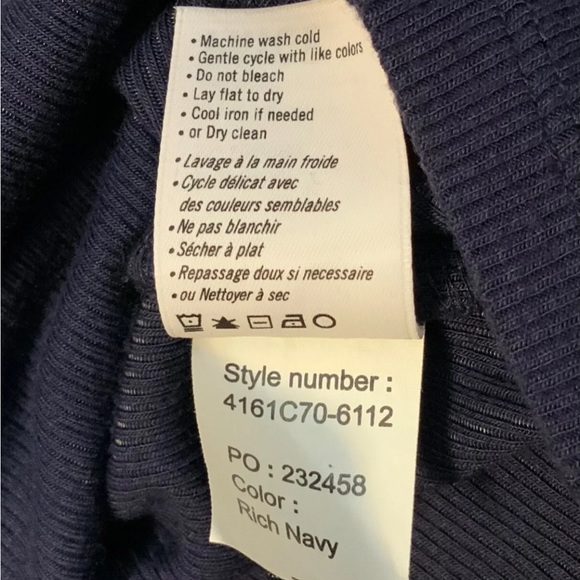 • Machine wash cold
• Gentle cycle with like colors
• Do not bleach
• Lay flat to dry
• Cool iron if needed
• or Dry clean
• Lavage à la main froide
• Cycle délicat avec
des couleurs semblables
• Ne pas blanchir
• Sécher à plat
• Repassage doux si necessaire
• ou Nettoyer à sec
Style number :
4161C70-6112
PO : 232458
Color :
Rich Navy